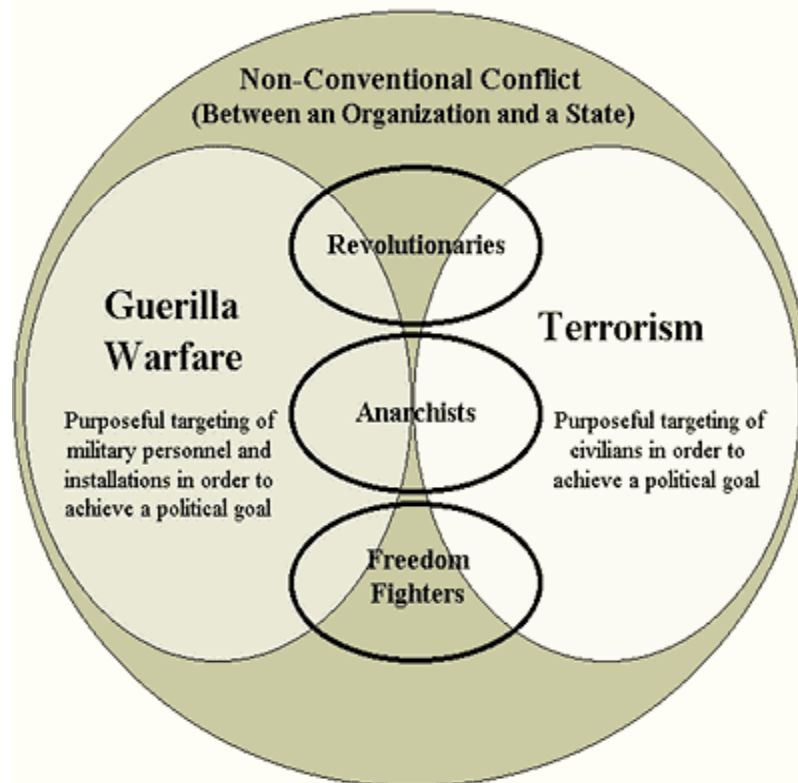 Non-Conventional Conflict
(Between an Organization and a State)
Revolutionaries
Guerilla
Warfare
Purposeful targeting of
military personnel and
installations in order to
achieve a political goal
Anarchists
Terrorism
Purposeful targeting of
civilians in order to
achieve a political goal
Freedom
Fighters